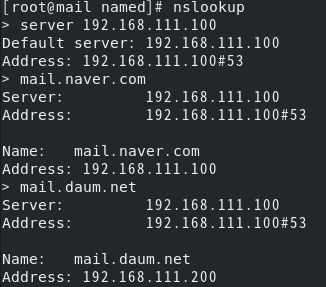 [root@mail named]# nslookup
> server 192.168.111.100
Default server: 192.168.111.100
Address: 192.168.111.100#53
> mail.naver.com
Server:         192.168.111.100
Address:        192.168.111.100#53

Name:   mail.naver.com
Address: 192.168.111.100
> mail.daum.net
Server:         192.168.111.100
Address:        192.168.111.100#53

Name:   mail.daum.net
Address: 192.168.111.200